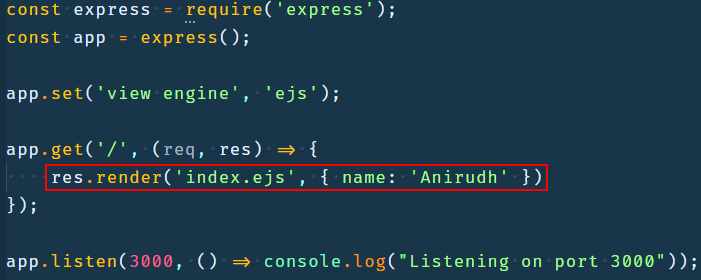 const express = require('express');
const app = express();
app.set('view engine', 'ejs');
app.get('/', (req, res) => {
res.render('index.ejs', { name: 'Anirudh' })
});
app.listen(3000, () => console.log("Listening on port 3000"));